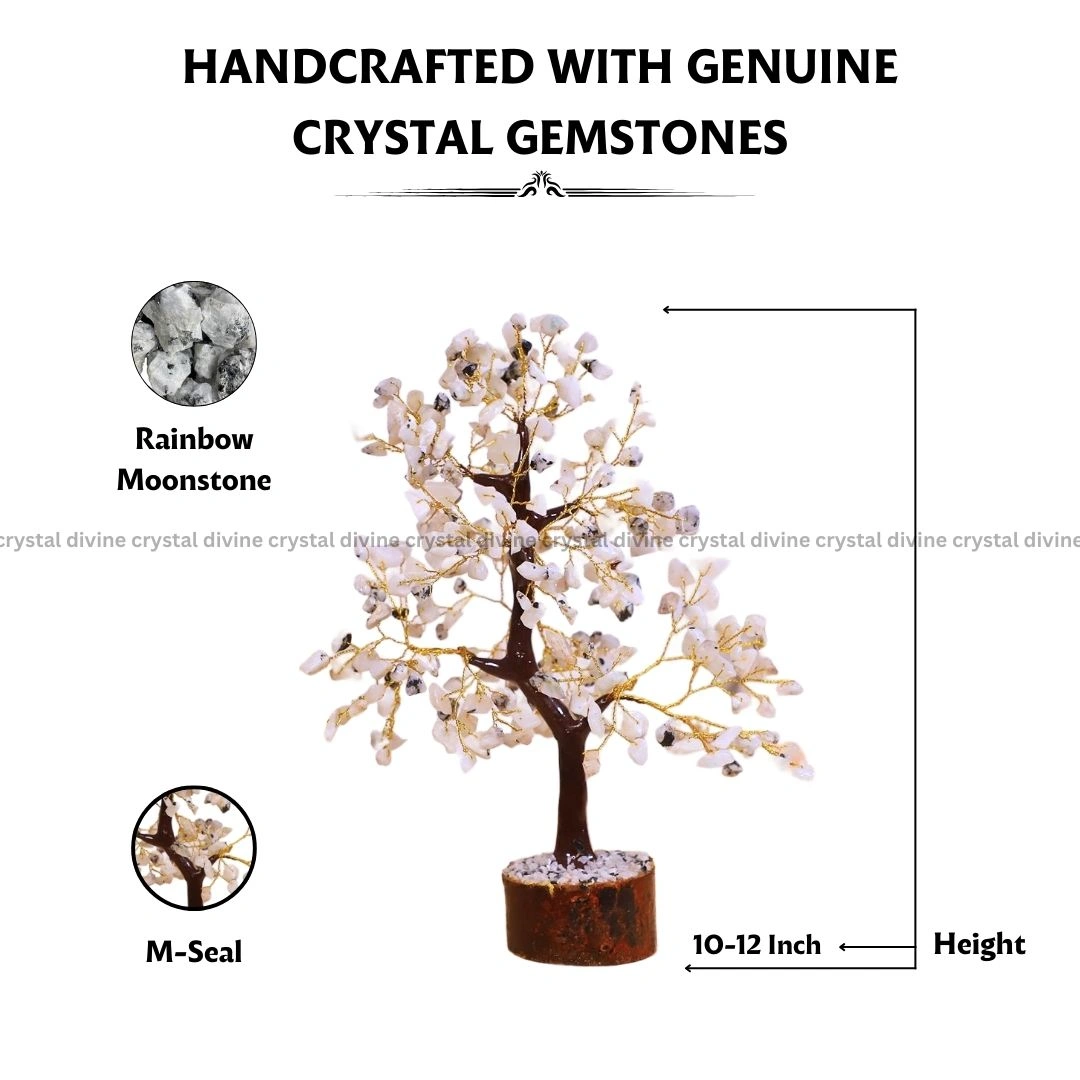 HANDCRAFTED WITH GENUINE
CRYSTAL GEMSTONES
Rainbow
Moonstone
crystal divine crystal divine crystal divine crystal divine crystal divine crystal divine crystal divine crystal divine
M-Seal
10-12 Inch
Height